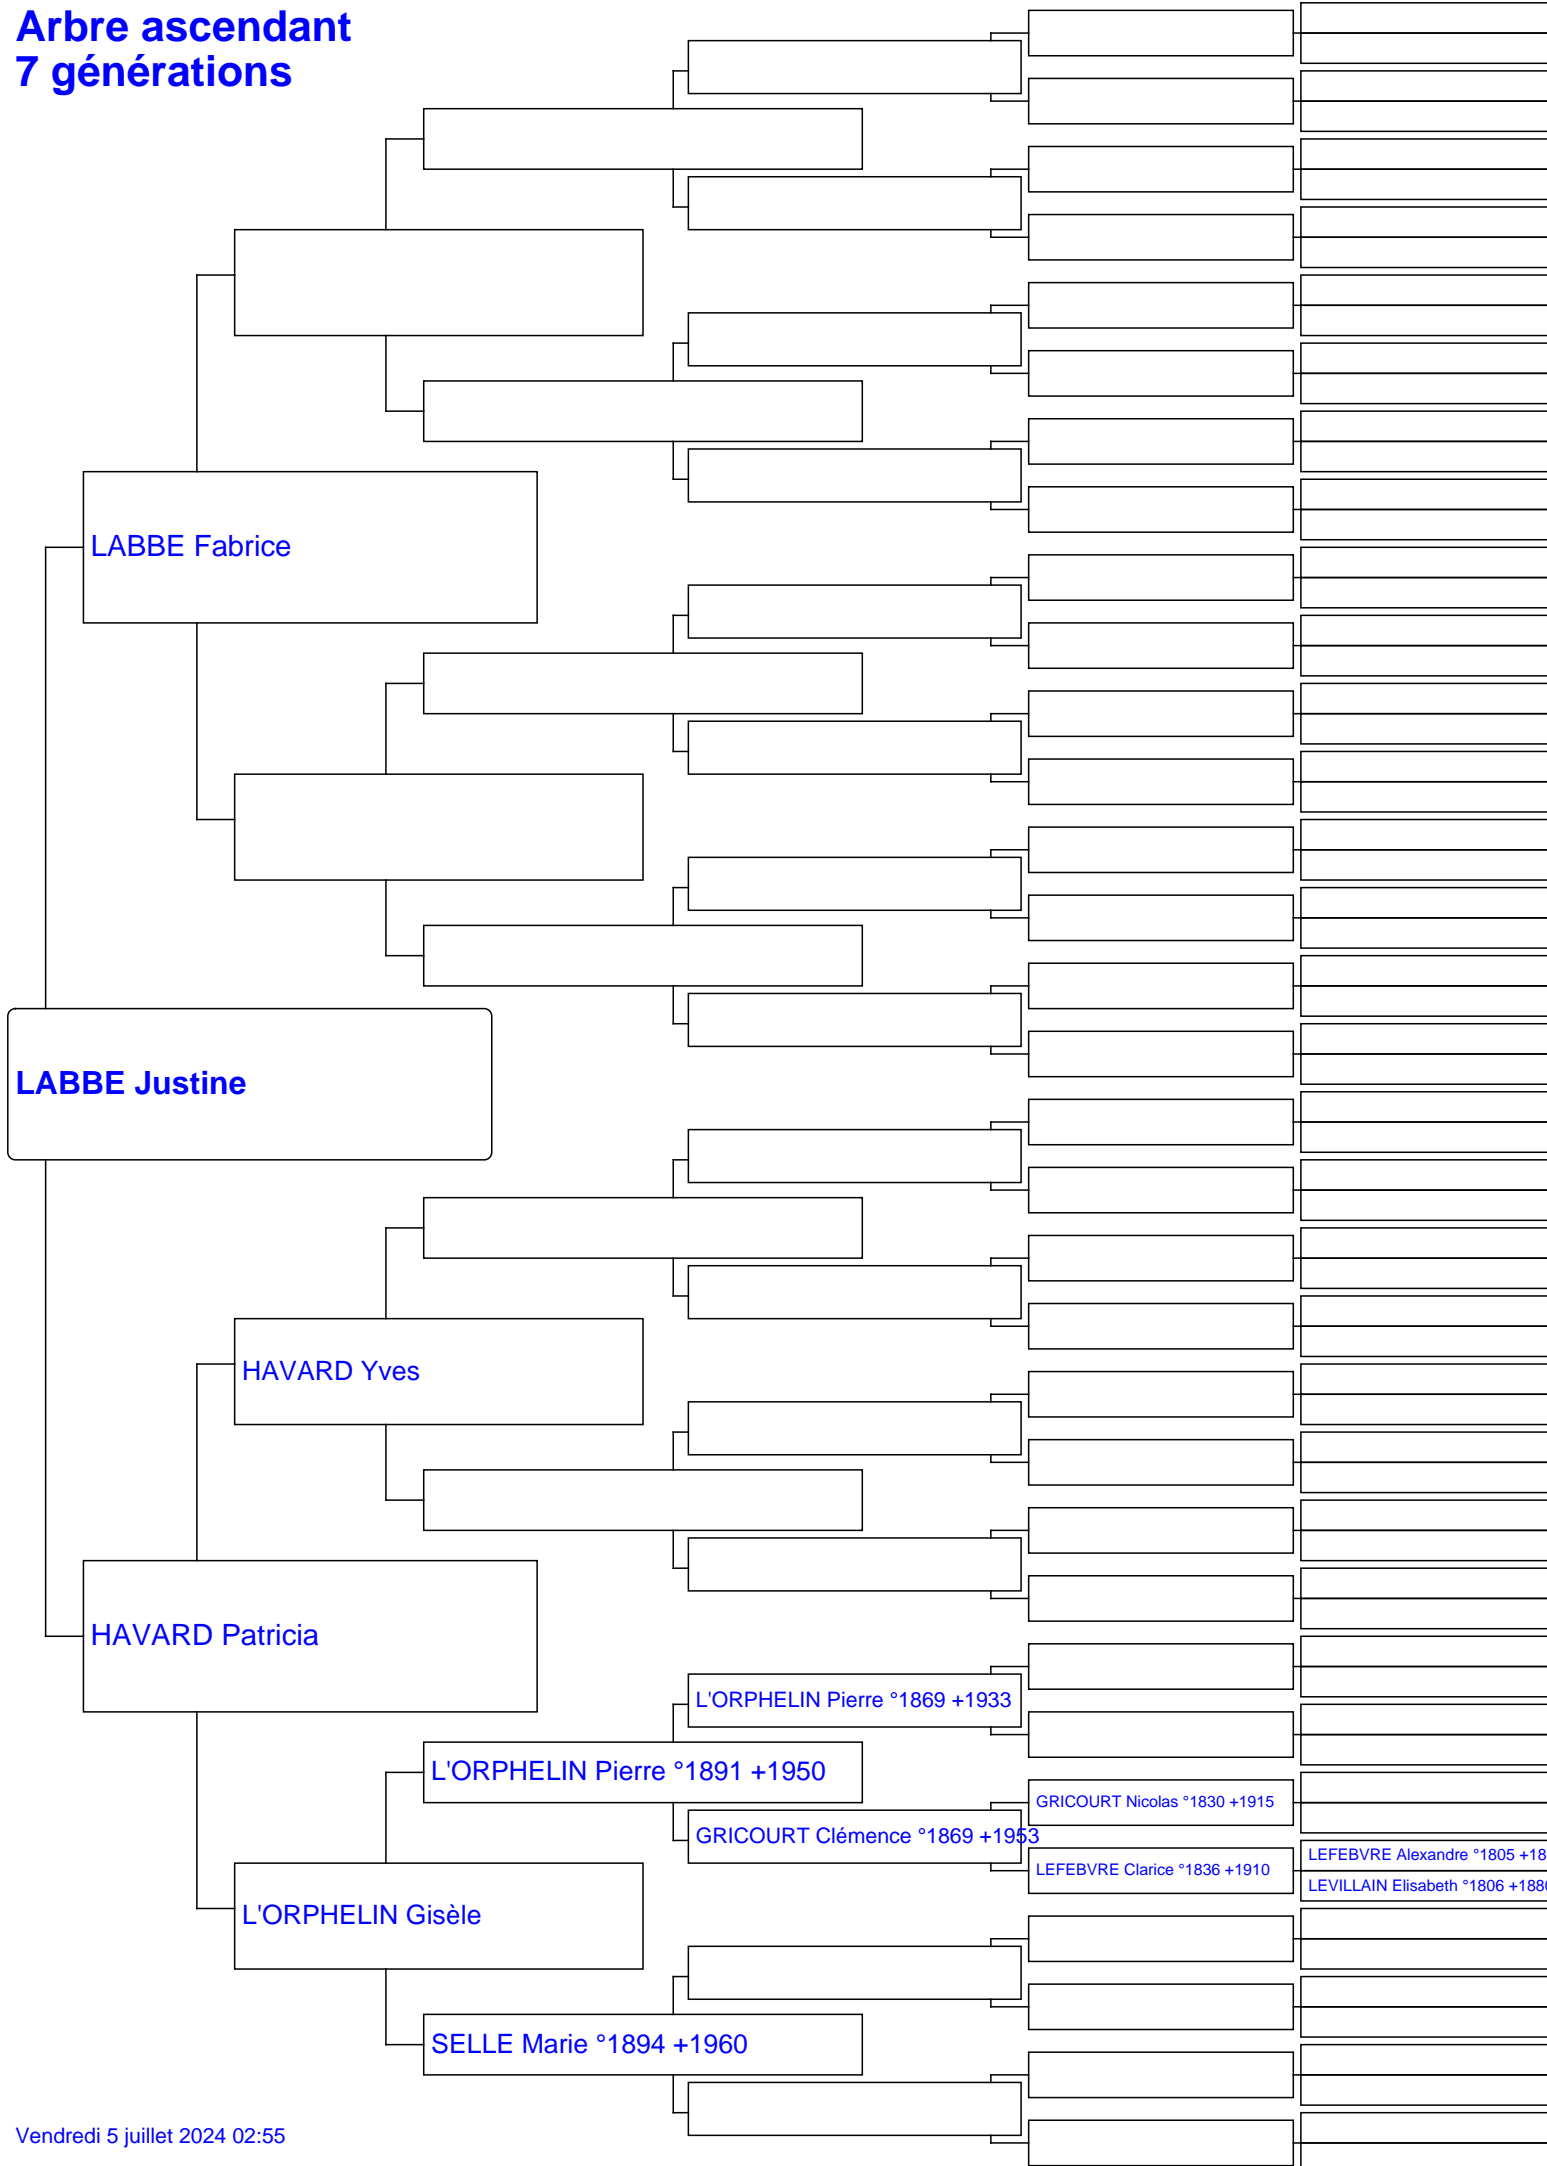 Arbre ascendant
7 générations
LABBE Fabrice
LABBE Justine
HAVARD Yves
HAVARD Patricia
L'ORPHELIN Pierre °1869 +1933
L'ORPHELIN Pierre °1891 +1950
GRICOURT Nicolas °1830 +1915
GRICOURT Clémence °1869 +1953
LEFEBVRE Alexandre °1805 +18
LEFEBVRE Clarice °1836 +1910
LEVILLAIN Elisabeth °1806 +1880
L'ORPHELIN Gisèle
SELLE Marie °1894 +1960
Vendredi 5 juillet 2024 02:55